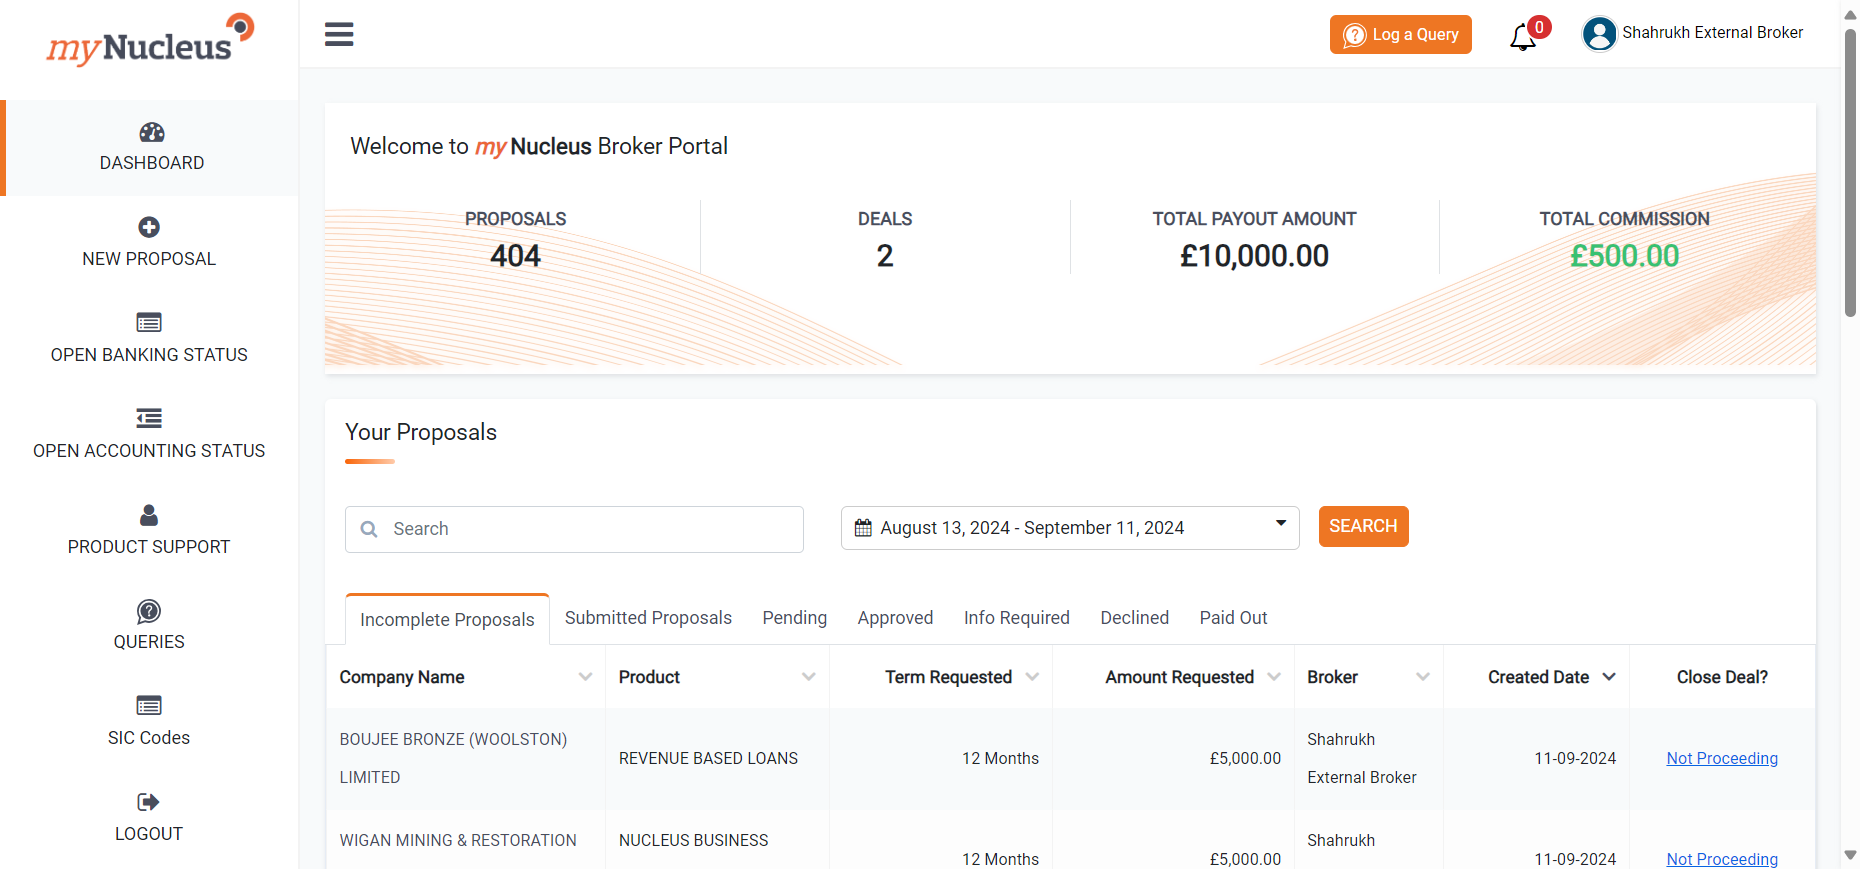 myNucleus
Log a Query
0
Shahrukh External Broker
DASHBOARD
NEW PROPOSAL
OPEN BANKING STATUS
OPEN ACCOUNTING STATUS
PRODUCT SUPPORT
QUERIES
SIC Codes
LOGOUT
Welcome to my Nucleus Broker Portal
PROPOSALS
404
DEALS
2
TOTAL PAYOUT AMOUNT
£10,000.00
TOTAL COMMISSION
£500.00
Your Proposals
Search
August 13, 2024 - September 11, 2024
SEARCH
Incomplete Proposals Submitted Proposals Pending Approved Info Required Declined Paid Out
Company Name Product Term Requested Amount Requested Broker Created Date Close Deal?
BOUJEE BRONZE (WOOLSTON)
LIMITED
REVENUE BASED LOANS
12 Months
£5,000.00
Shahrukh
External Broker
11-09-2024
Not Proceeding
WIGAN MINING & RESTORATION
NUCLEUS BUSINESS
12 Months
£5,000.00
Shahrukh
11-09-2024
Not Proceeding